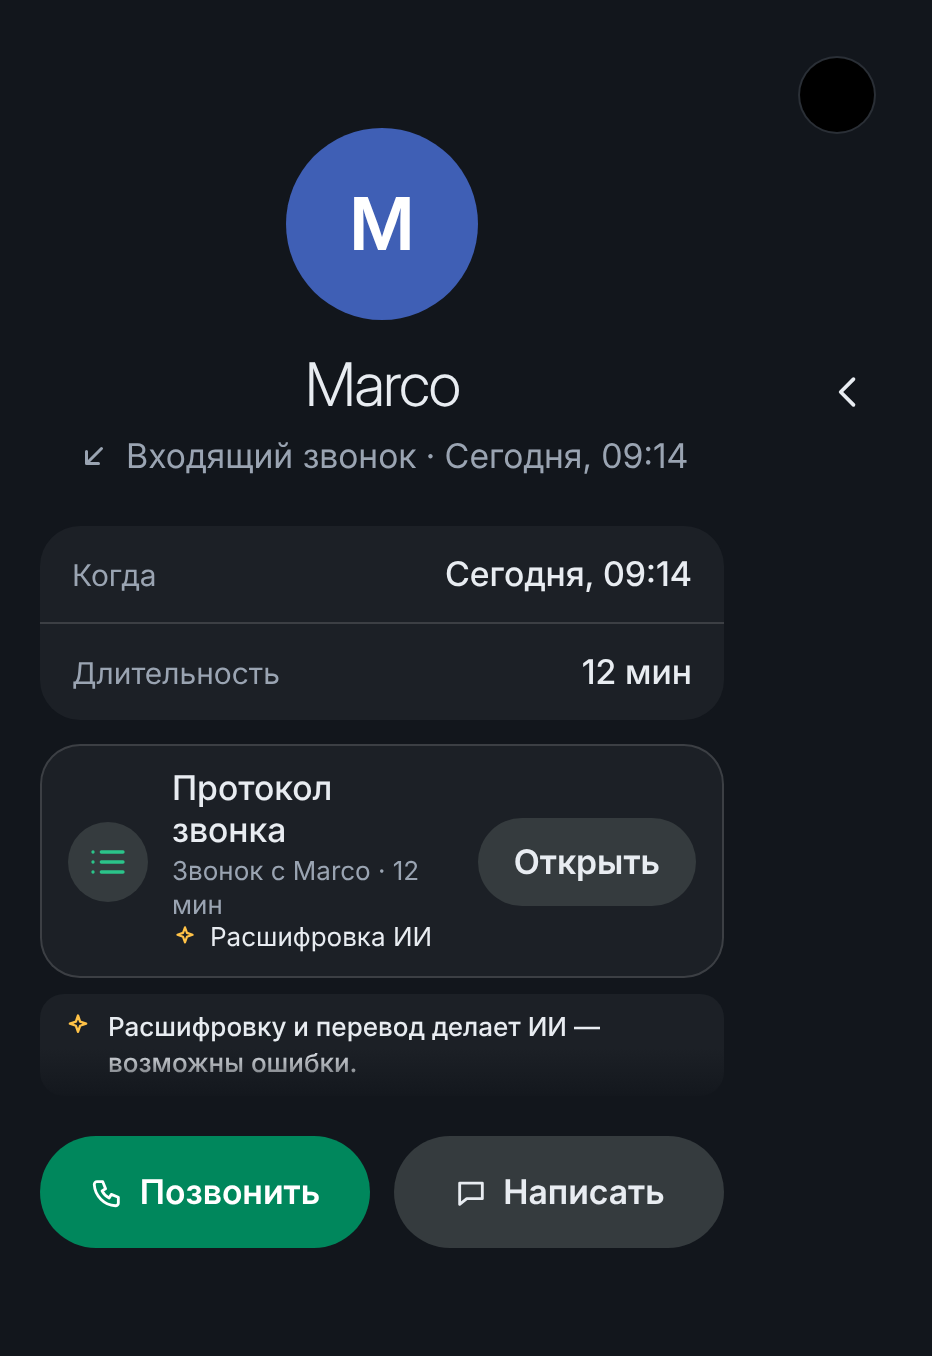 M
Marco
Входящий звонок · Сегодня, 09:14
Когда
Сегодня, 09:14
Длительность
12 мин
Протокол
звонка
Звонок с Marco · 12
мин
Расшифровка ИИ
Открыть
Расшифровку и перевод делает ИИ —
возможны ошибки.
Позвонить
Написать